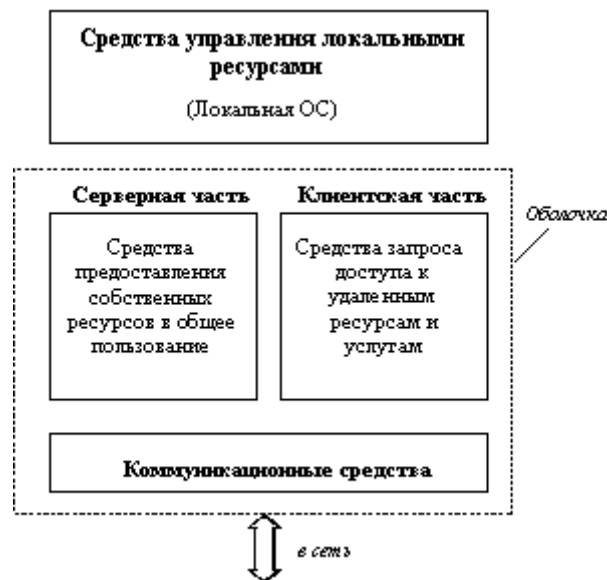 Средства управления локальными
ресурсами
(Локальная ОС)
Серверная часть
Клиентская часть
Оболочка
Средства
предоставления
собственных
ресурсов в общее
пользование
Средства запроса
доступа к
удаленным
ресурсам и
услугам
Коммуникационные средства
в сеть